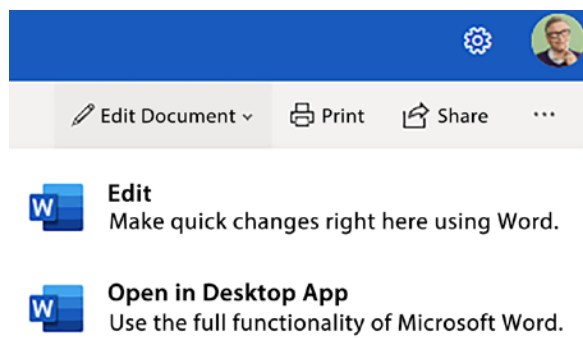 Edit Document
Print
Share
...
W
Edit
Make quick changes right here using Word.
W
Open in Desktop App
Use the full functionality of Microsoft Word.